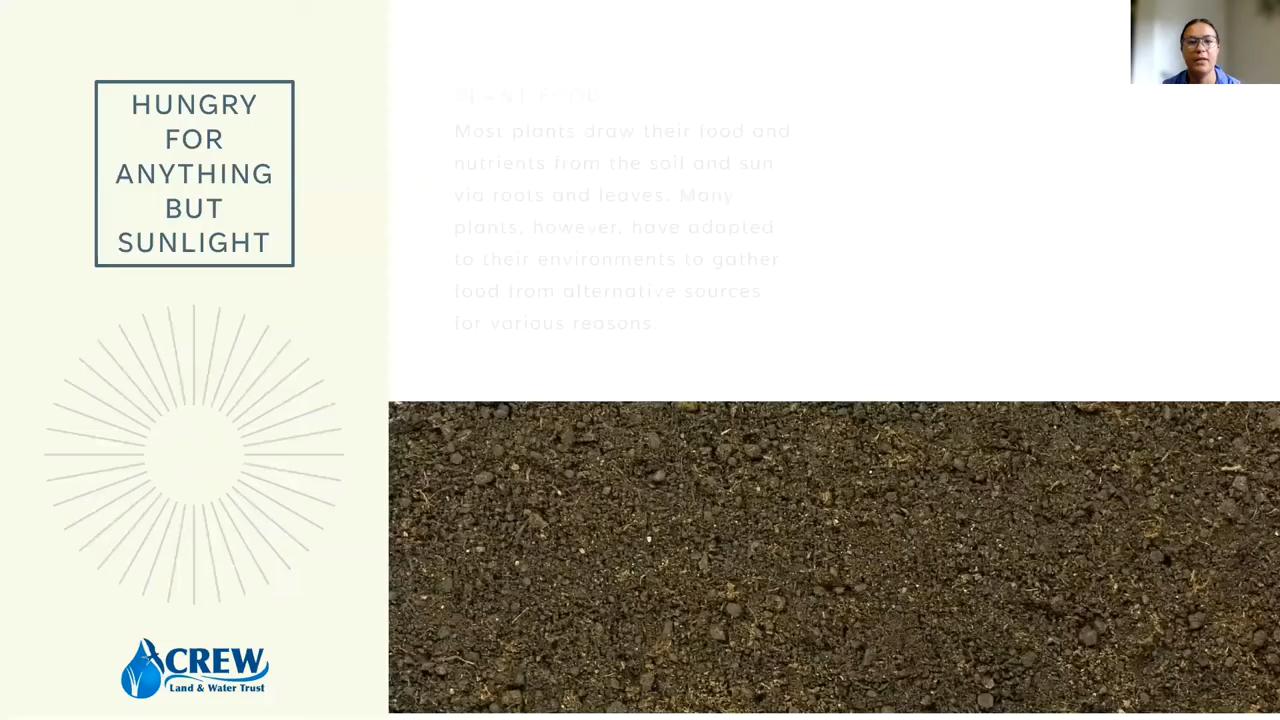 HUNGRY
FOR
ANYTHING
BUT
SUNLIGHT
PLANT FOOD
Most plants draw their food and
nutrients from the soil and sun
via roots and leaves. Many
plants, however, have adapted
to their environments to gather
food from alternative sources
for various reasons.
CREW
Land & Water Trust